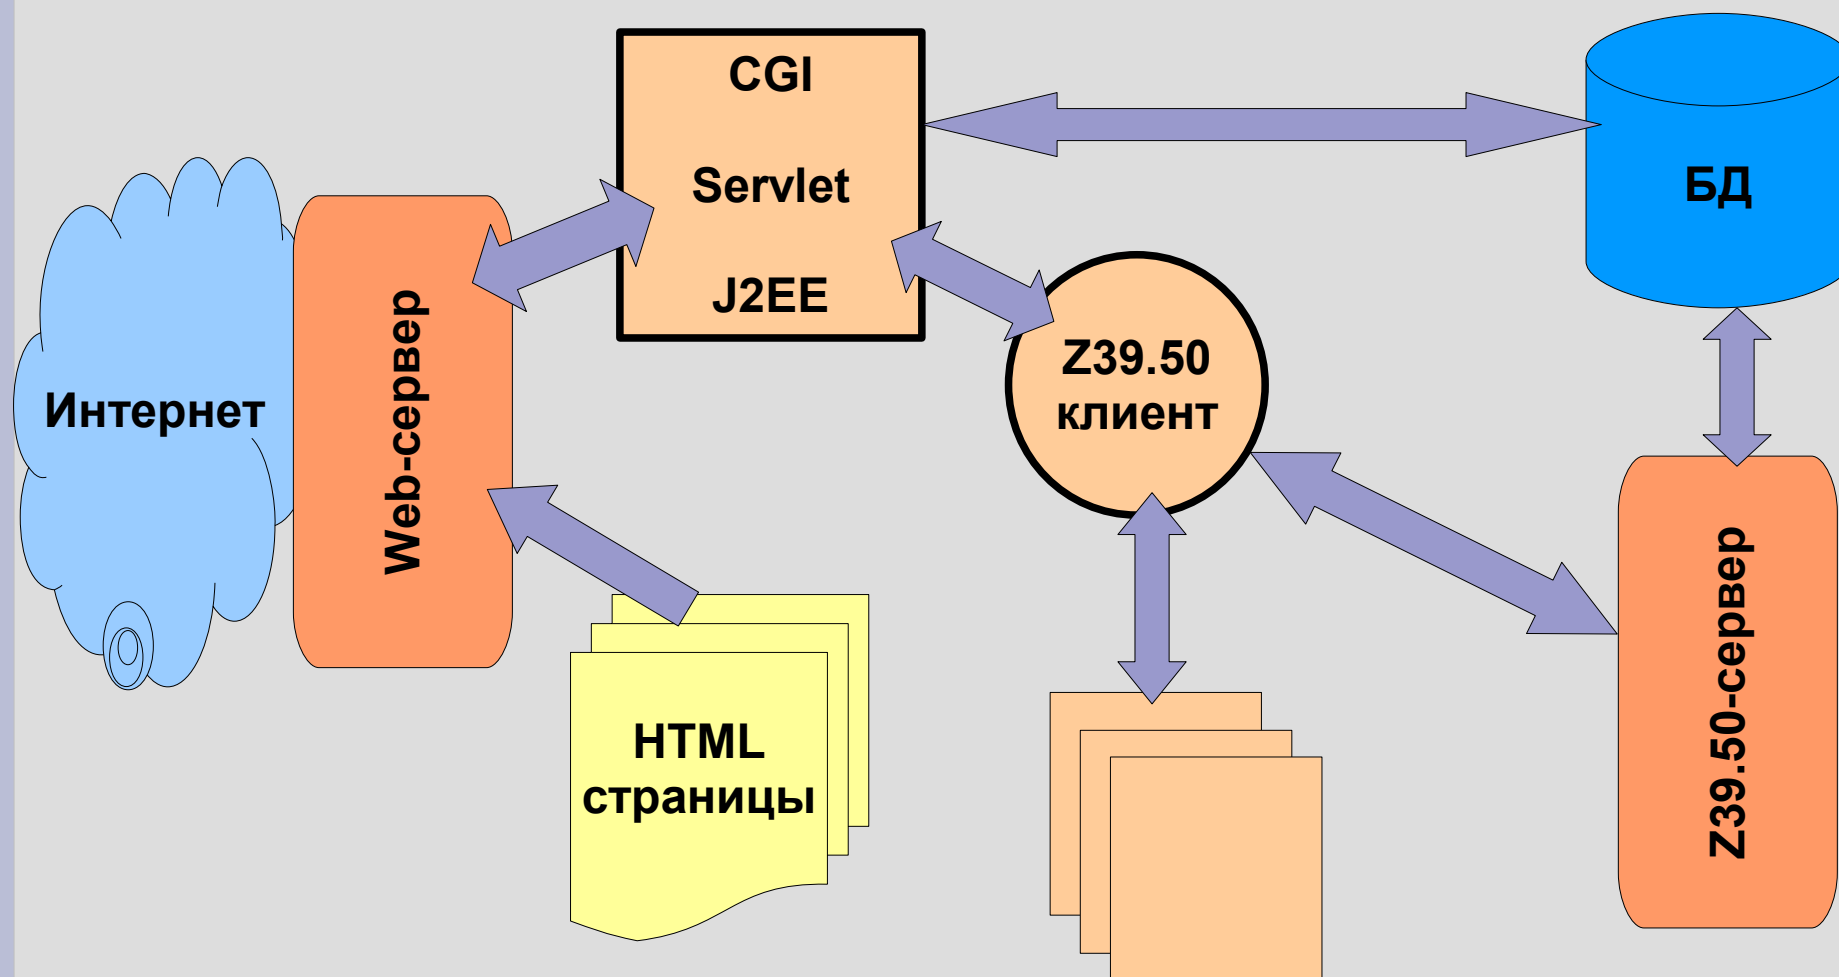 CGI
Servlet
J2EE
БД
Интернет
Web-сервер
Z39.50
клиент
HTML
страницы
Z39.50-сервер